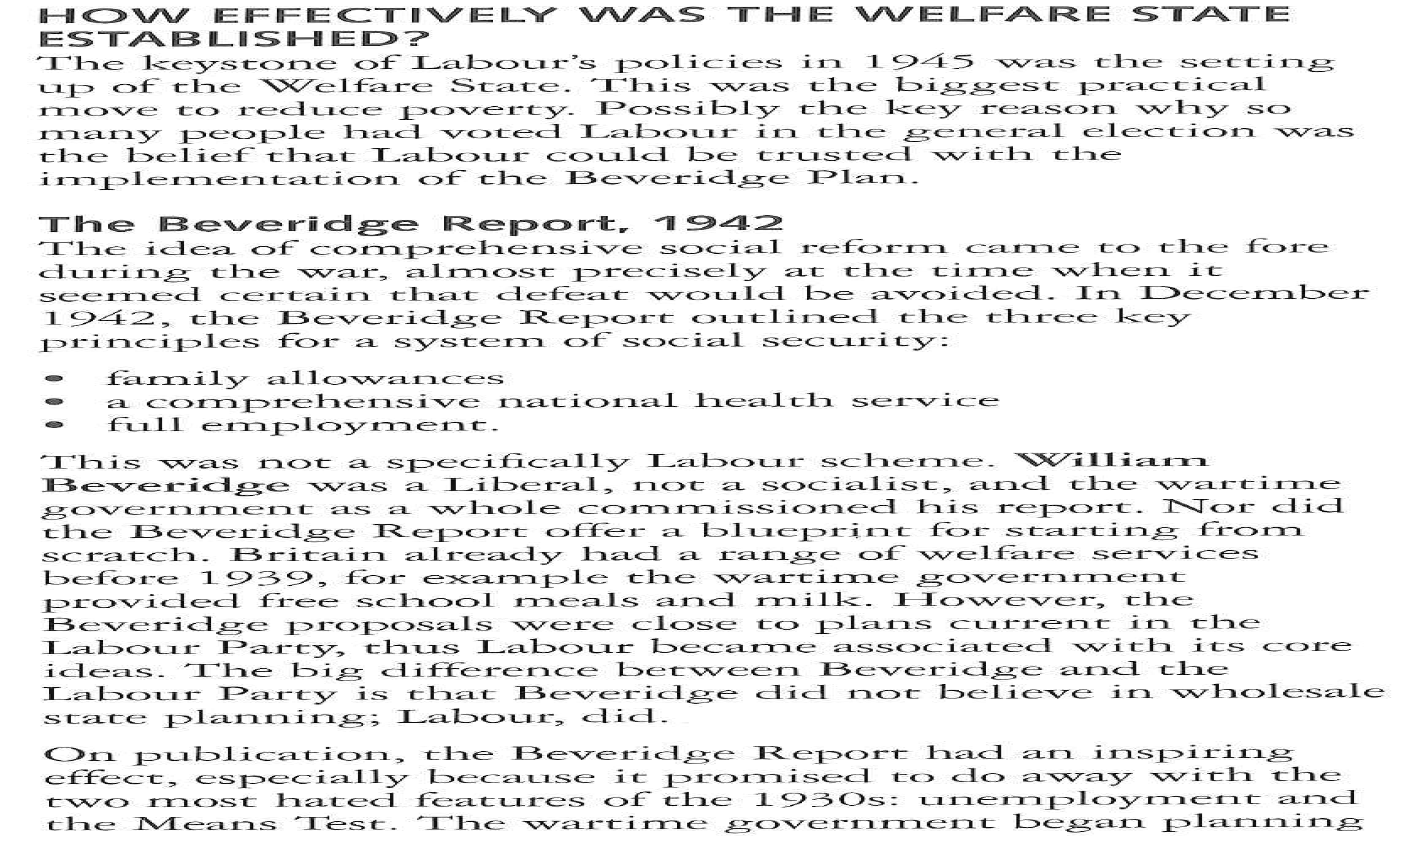 HOW EFFECTIVELY WAS THE WELFARE STATE
ESTABLISHED?
The keystone of Labour's policies in 1945 was the setting
up of the Welfare State. This was the biggest practical
move to reduce poverty. Possibly the key reason why so
many people had voted Labour in the general election was
the belief that Labour could be trusted with the
implementation of the Beveridge Plan.
The Beveridge Report, 1942
The idea of comprehensive social reform came to the fore
during the war, almost precisely at the time when it
seemed certain that defeat would be avoided. In December
1942, the Beveridge Report outlined the three key
principles for a system of social security:
• family allowances
• a comprehensive national health service
• full employment.
This was not a specifically Labour scheme. William
Beveridge was a Liberal, not a socialist, and the wartime
government as a whole commissioned his report. Nor did
the Beveridge Report offer a blueprint for starting from
scratch. Britain already had a range of welfare services
before 1939, for example the wartime government
provided free school meals and milk. However, the
Beveridge proposals were close to plans current in the
Labour Party, thus Labour became associated with its core
ideas. The big difference between Beveridge and the
Labour Party is that Beveridge did not believe in wholesale
state planning; Labour, did.
On publication, the Beveridge Report had an inspiring
effect, especially because it promised to do away with the
two most hated features of the 1930s: unemployment and
the Means Test. The wartime government began planning